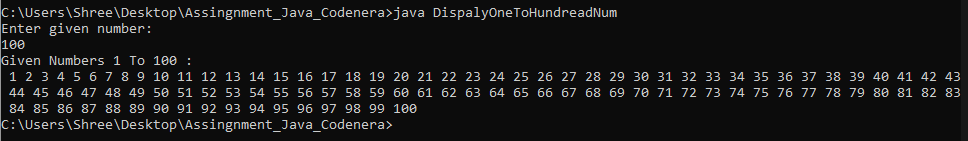 C:\Users\Shree\Desktop\Assingnment_Java_Codenera>java DispalyOneToHundreadNum
Enter given number:
100
Given Numbers 1 To 100 :
1 2 3 4 5 6 7 8 9 10 11 12 13 14 15 16 17 18 19 20 21 22 23 24 25 26 27 28 29 30 31 32 33 34 35 36 37 38 39 40 41 42 43
44 45 46 47 48 49 50 51 52 53 54 55 56 57 58 59 60 61 62 63 64 65 66 67 68 69 70 71 72 73 74 75 76 77 78 79 80 81 82 83
84 85 86 87 88 89 90 91 92 93 94 95 96 97 98 99 100
C:\Users\Shree\Desktop\Assingnment_Java_Codenera>